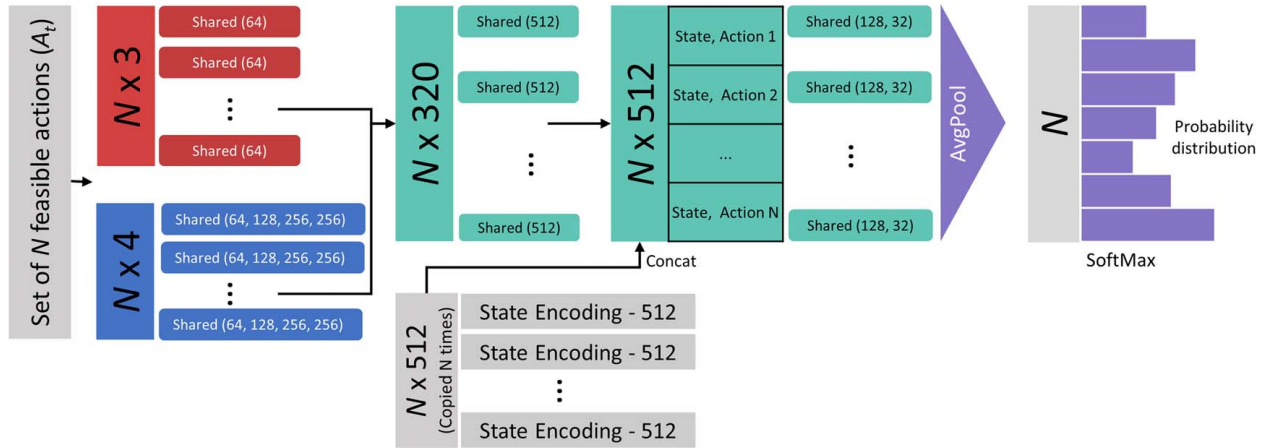 Set of N feasible actions (Aₜ)
N x 3
Shared (64)
Shared (64)
...
Shared (64)
N x 4
Shared (64, 128, 256, 256)
Shared (64, 128, 256, 256)
...
Shared (64, 128, 256, 256)
N x 320
Shared (512)
Shared (512)
...
Shared (512)
N x 512
State, Action 1
State, Action 2
...
State, Action N
Shared (128, 32)
Shared (128, 32)
...
Shared (128, 32)
Concat
N x 512
(Copied N times)
State Encoding - 512
State Encoding - 512
...
State Encoding - 512
AvgPool
N
Probability
distribution
SoftMax